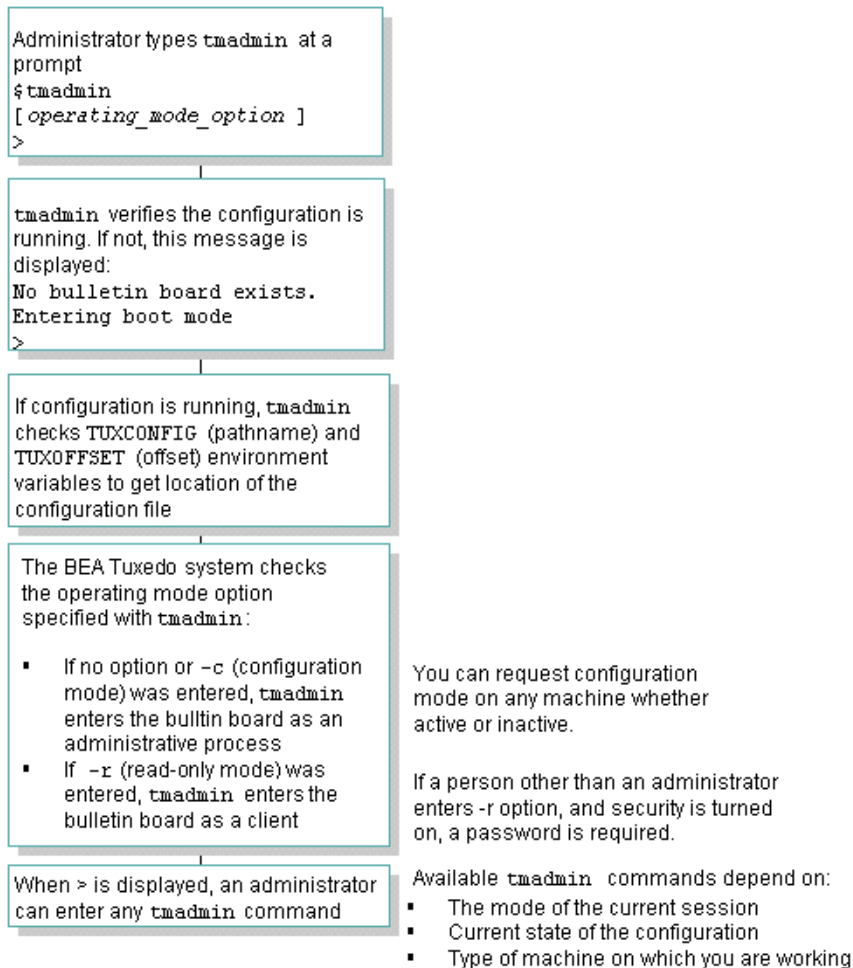 Administrator types tmadmin at a
prompt
$tmadmin
[operating_mode_option ]
>
tmadmin verifies the configuration is
running. If not, this message is
displayed:
No bulletin board exists.
Entering boot mode
>
If configuration is running, tmadmin
checks TUXCONFIG (pathname) and
TUXOFFSET (offset) environment
variables to get location of the
configuration file
The BEA Tuxedo system checks
the operating mode option
specified with tmadmin:
▪ If no option or -c (configuration
mode) was entered, tmadmin
enters the bulltin board as an
administrative process
▪ If -r (read-only mode) was
entered, tmadmin enters the
bulletin board as a client
You can request configuration
mode on any machine whether
active or inactive.
If a person other than an administrator
enters -r option, and security is turned
on, a password is required.
When > is displayed, an administrator
can enter any tmadmin command
Available tmadmin commands depend on:
▪ The mode of the current session
▪ Current state of the configuration
▪ Type of machine on which you are working